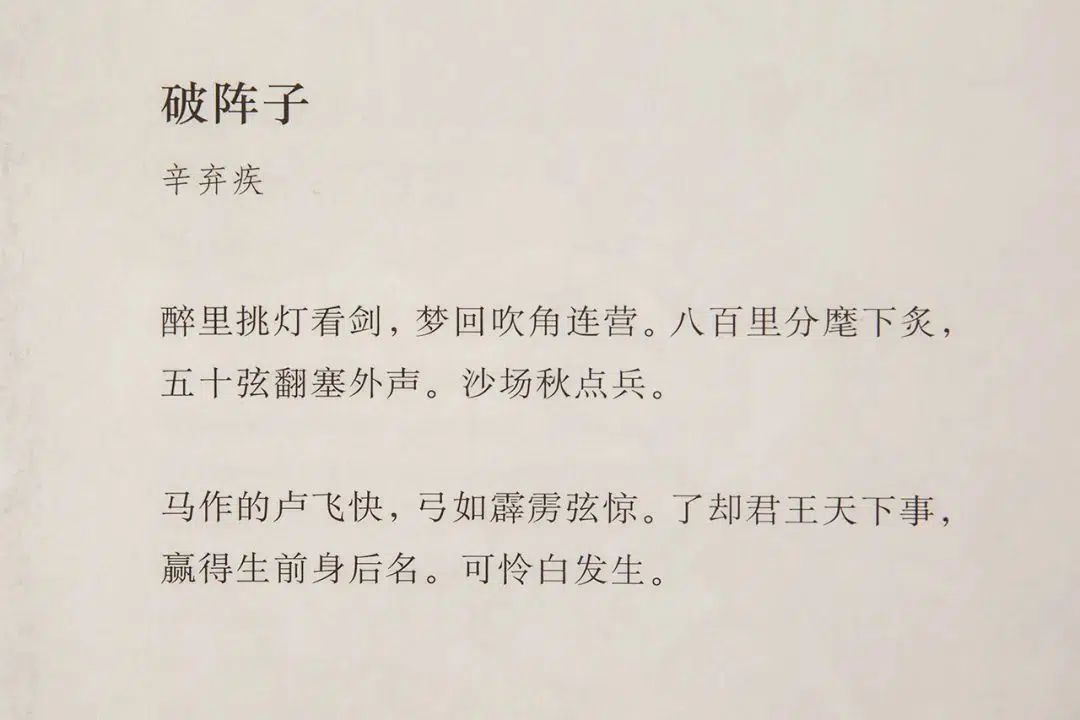 破阵子
辛弃疾
醉里挑灯看剑，梦回吹角连营。八百里分麾下炙，
五十弦翻塞外声。沙场秋点兵。
马作的卢飞快，弓如霹雳弦惊。了却君王天下事，
赢得生前身后名。可怜白发生。